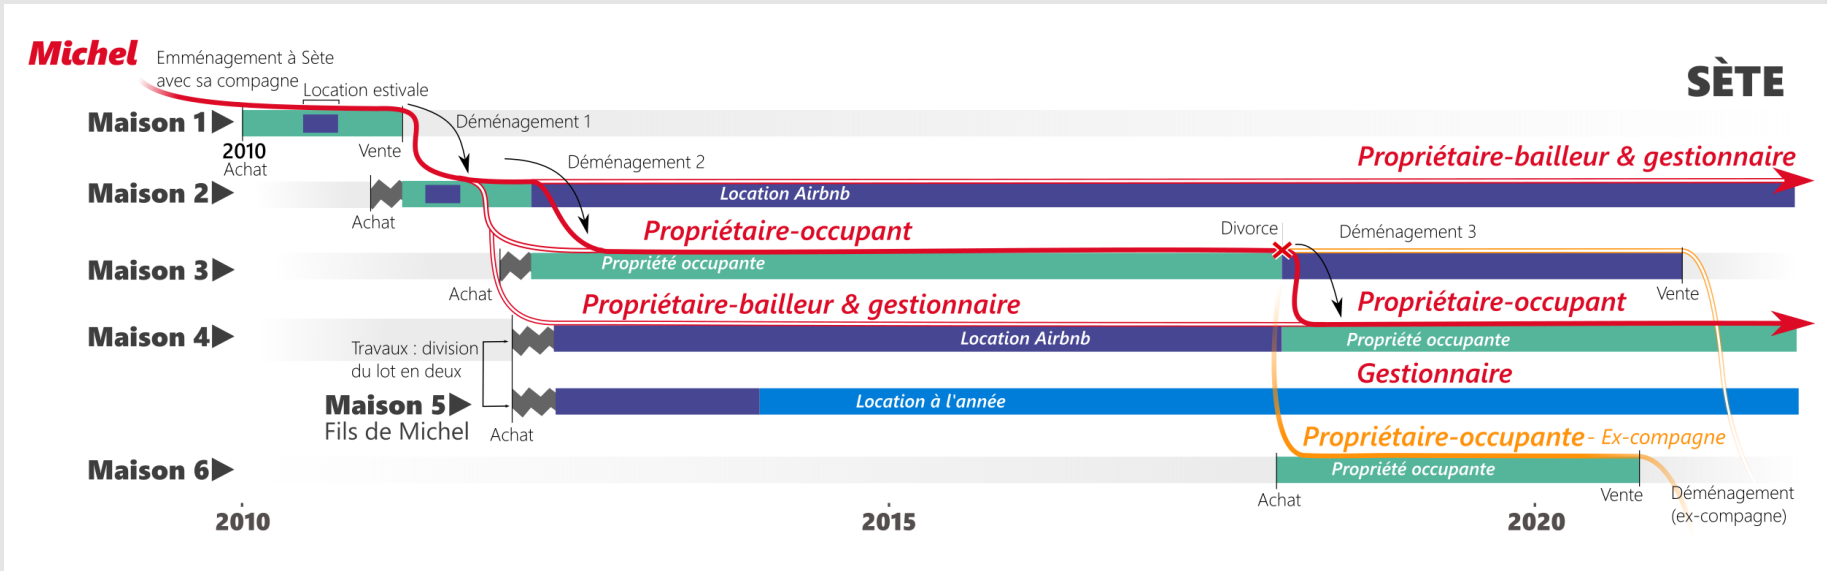 Michel
Emménagement à Sète
avec sa compagne
Location estivale
SÈTE
Maison 1
Déménagement 1
2010
Achat
Vente
Déménagement 2
Propriétaire-bailleur & gestionnaire
Maison 2
Location Airbnb
Achat
Propriétaire-occupant
Divorce
Déménagement 3
Maison 3
Propriété occupante
Achat
Vente
Propriétaire-bailleur & gestionnaire
Propriétaire-occupant
Maison 4
Location Airbnb
Propriété occupante
Travaux : division
du lot en deux
Gestionnaire
Maison 5
Location à l'année
Fils de Michel
Achat
Propriétaire-occupante - Ex-compagne
Maison 6
Propriété occupante
Achat
Vente
Déménagement
(ex-compagne)
2010
2015
2020